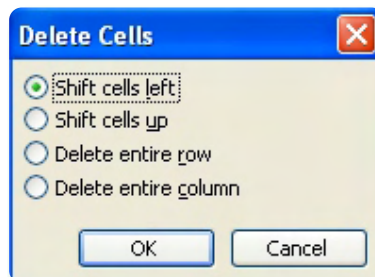 Delete Cells
Shift cells left
Shift cells up
Delete entire row
Delete entire column
OK Cancel